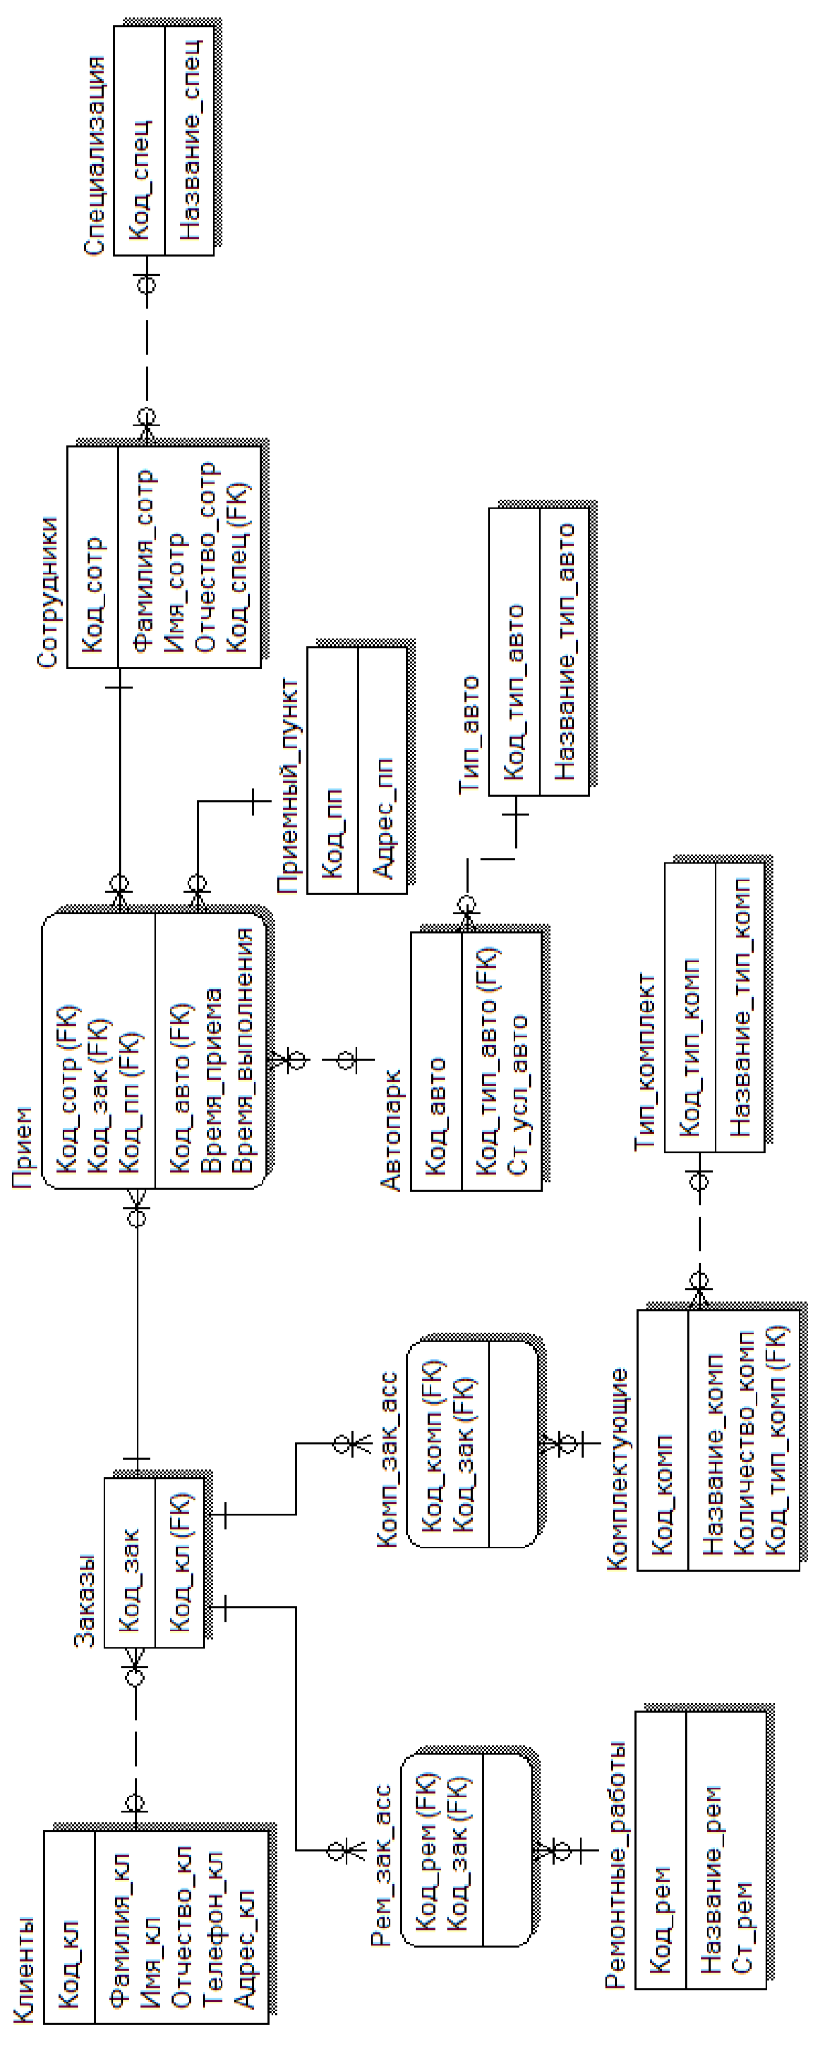 Клиенты
Код_кл
Фамилия_кл
Имя_кл
Отчество_кл
Телефон_кл
Адрес_кл
Заказы
Код_зак
Код_кл (FK)
Прием
Код_сотр (FK)
Код_зак (FK)
Код_пп (FK)
Код_авто (FK)
Время_приема
Время_выполнения
Сотрудники
Код_сотр
Фамилия_сотр
Имя_сотр
Отчество_сотр
Код_спец (FK)
Специализация
Код_спец
Название_спец
Приемный_пункт
Код_пп
Адрес_пп
Рем_зак_асс
Код_рем (FK)
Код_зак (FK)
Комп_зак_асс
Код_комп (FK)
Код_зак (FK)
Автопарк
Код_авто
Код_тип_авто (FK)
Ст_усл_авто
Тип_авто
Код_тип_авто
Название_тип_авто
Ремонтные_работы
Код_рем
Название_рем
Ст_рем
Комплектующие
Код_комп
Название_комп
Количество_комп
Код_тип_комп (FK)
Тип_комплект
Код_тип_комп
Название_тип_комп